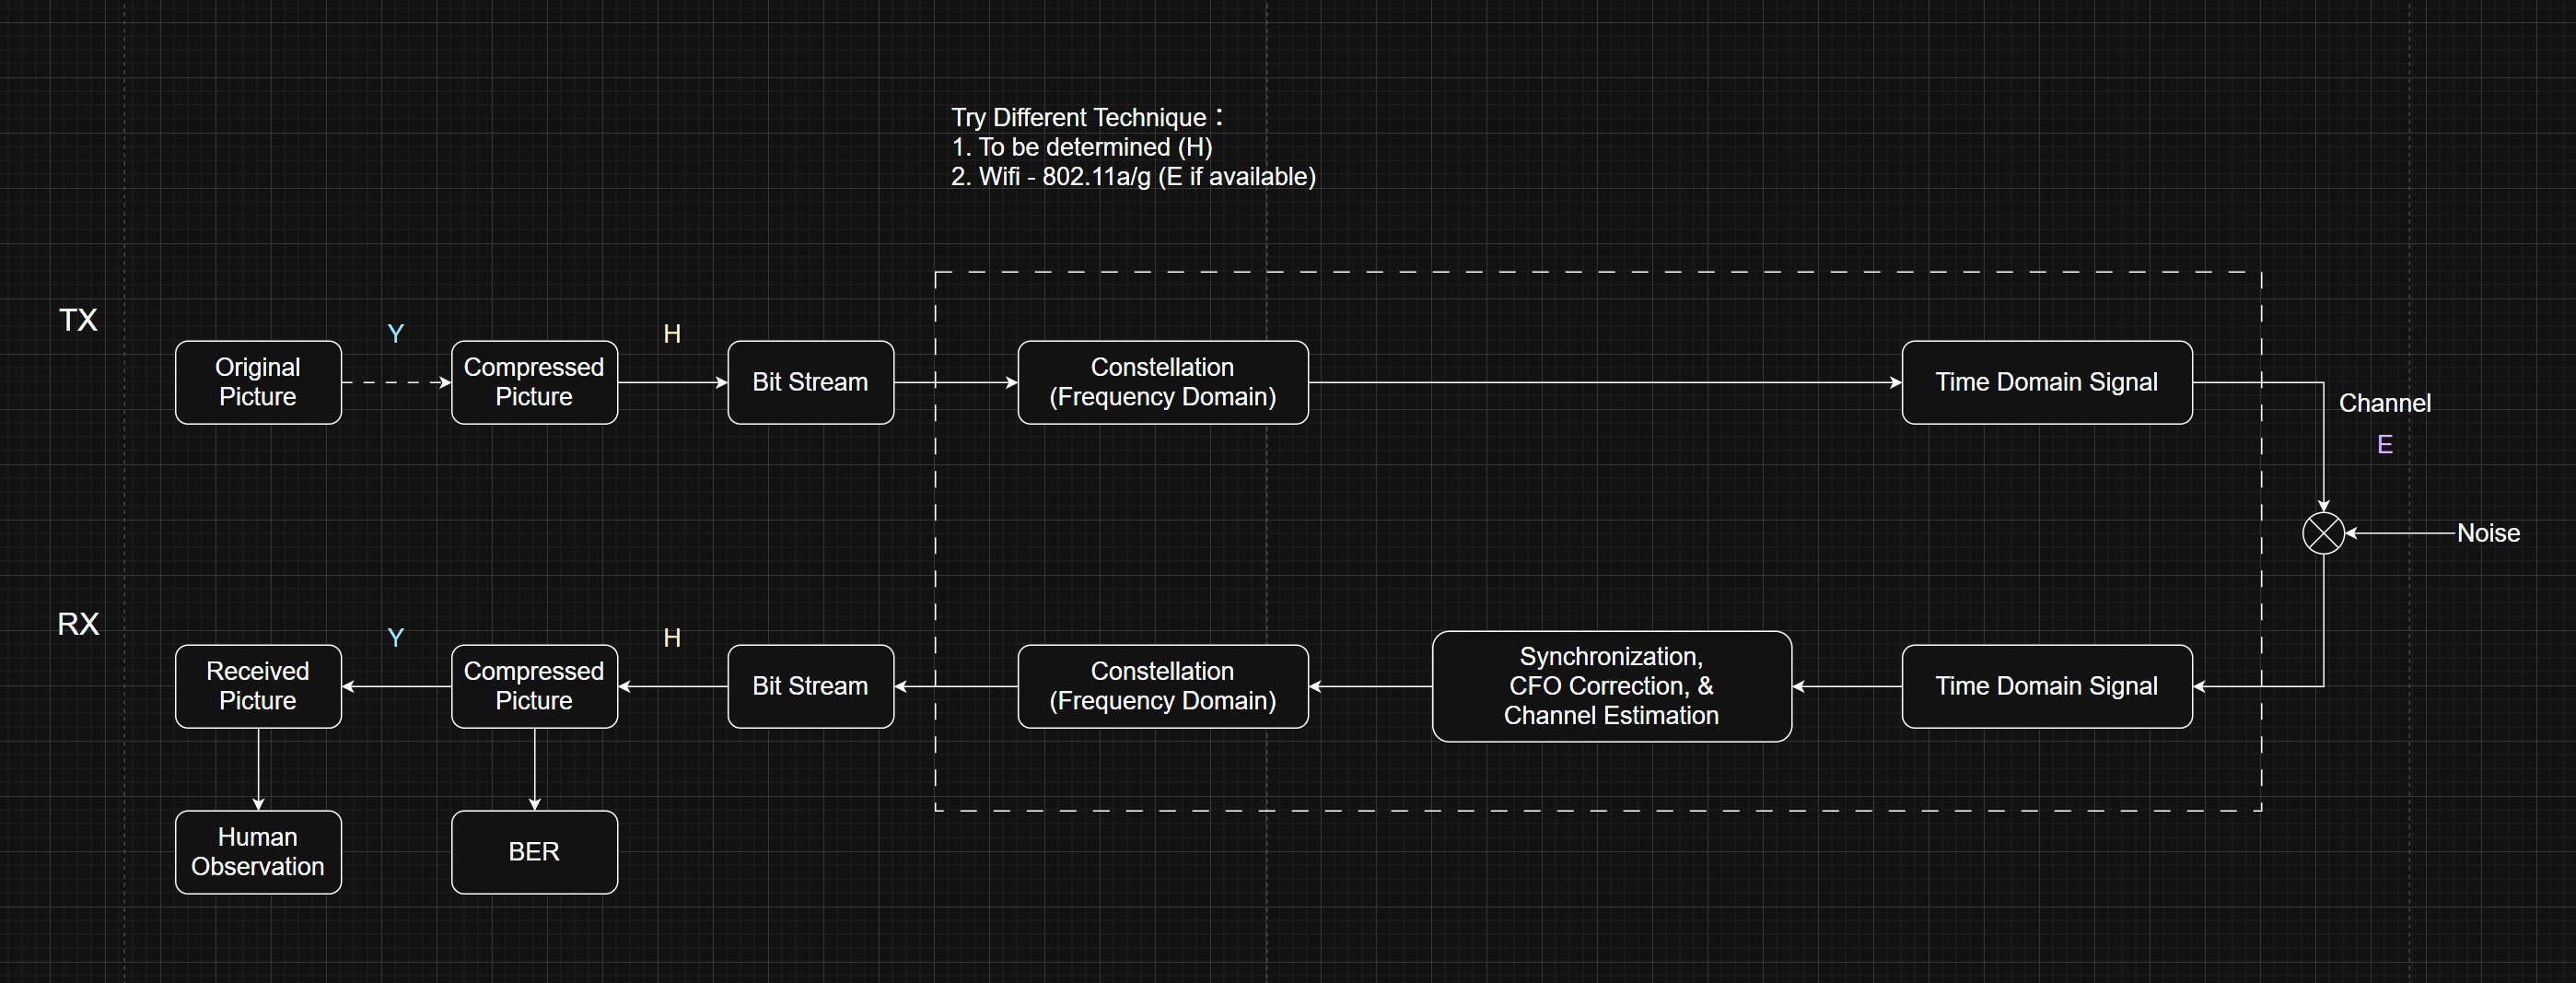 Try Different Technique：
1. To be determined (H)
2. Wifi - 802.11a/g (E if available)
TX
Original
Picture
Y
Compressed
Picture
H
Bit Stream
Constellation
(Frequency Domain)
Time Domain Signal
Channel
E
Noise
RX
Received
Picture
Y
Compressed
Picture
H
Bit Stream
Constellation
(Frequency Domain)
Synchronization,
CFO Correction, &
Channel Estimation
Time Domain Signal
Human
Observation
BER